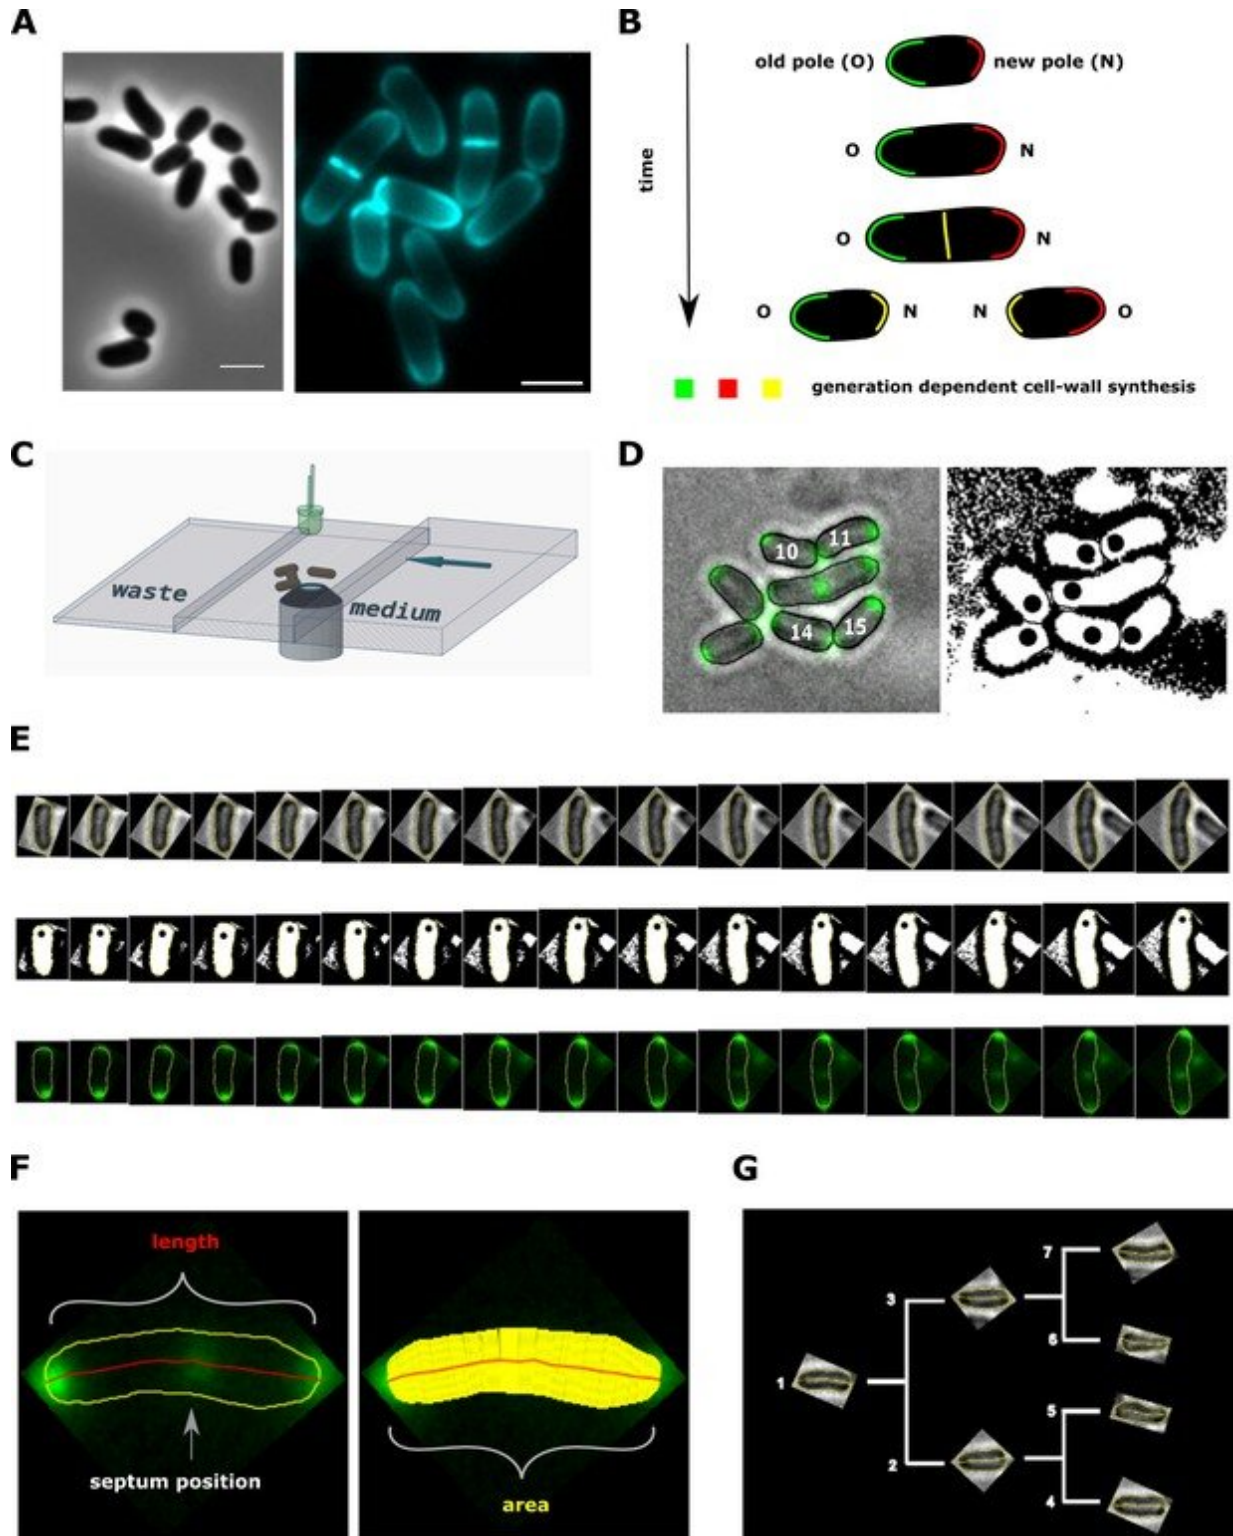 A
B
old pole (O)
new pole (N)
O
N
time
O
N
O
N
N
O
generation dependent cell-wall synthesis
C
waste
medium
D
10
11
14
15
E
F
length
septum position
area
G
7
3
6
1
5
2
4